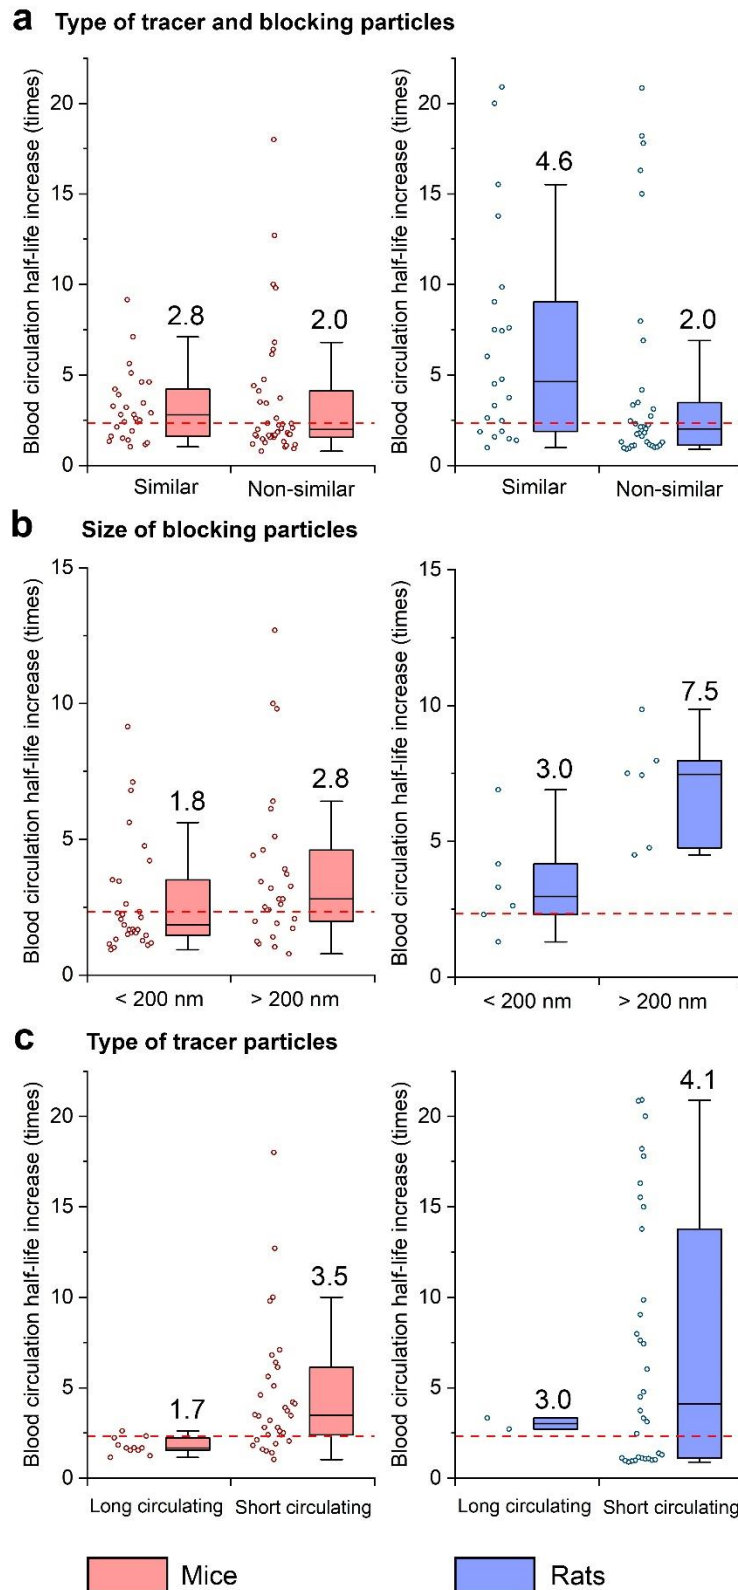 a Type of tracer and blocking particles
Blood circulation half-life increase (times)
20
15
10
5
0
2.8
2.0
Similar
Non-similar
Blood circulation half-life increase (times)
20
15
10
5
0
4.6
2.0
Similar
Non-similar
b Size of blocking particles
Blood circulation half-life increase (times)
15
10
5
0
1.8
2.8
< 200 nm
> 200 nm
Blood circulation half-life increase (times)
15
10
5
0
3.0
7.5
< 200 nm
> 200 nm
c Type of tracer particles
Blood circulation half-life increase (times)
20
15
10
5
0
1.7
3.5
Long circulating
Short circulating
Blood circulation half-life increase (times)
20
15
10
5
0
3.0
4.1
Long circulating
Short circulating
Mice
Rats